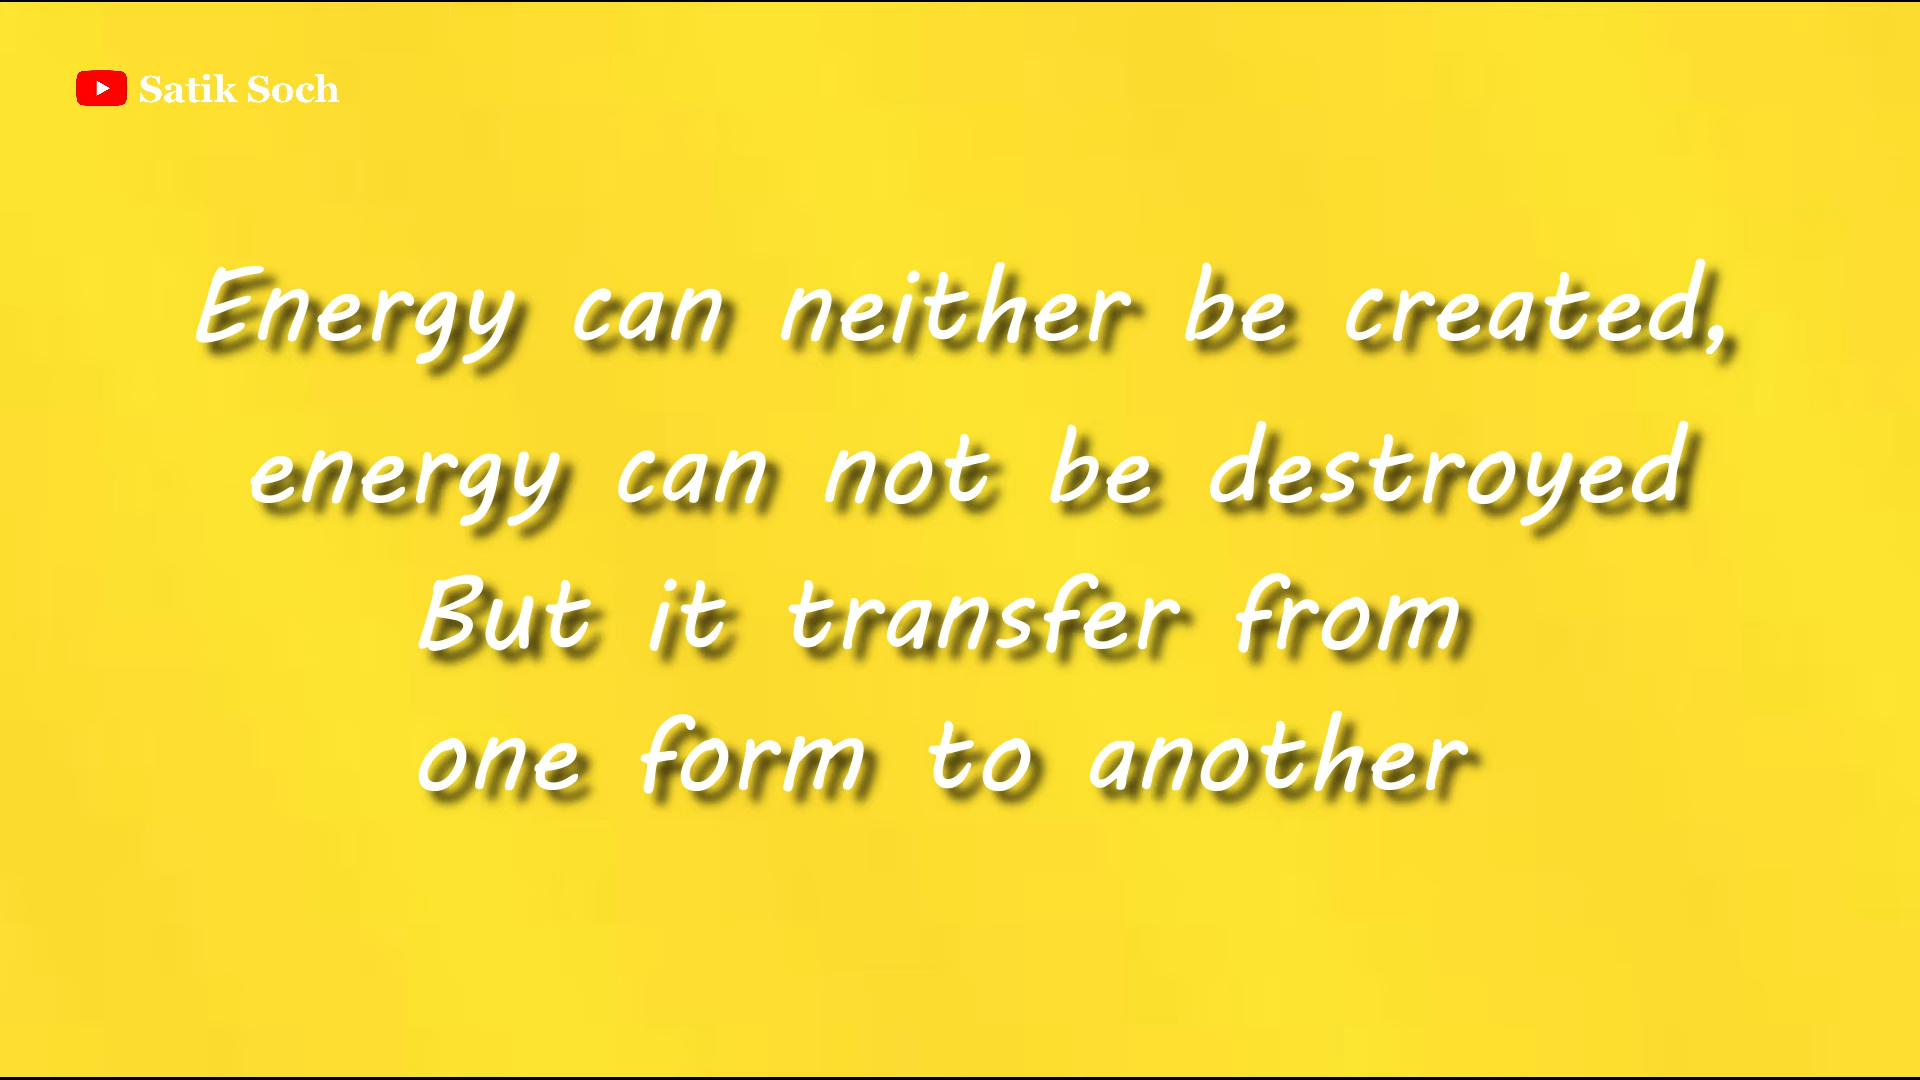 Satik Soch
Energy can neither be created,
energy can not be destroyed
But it transfer from
one form to another